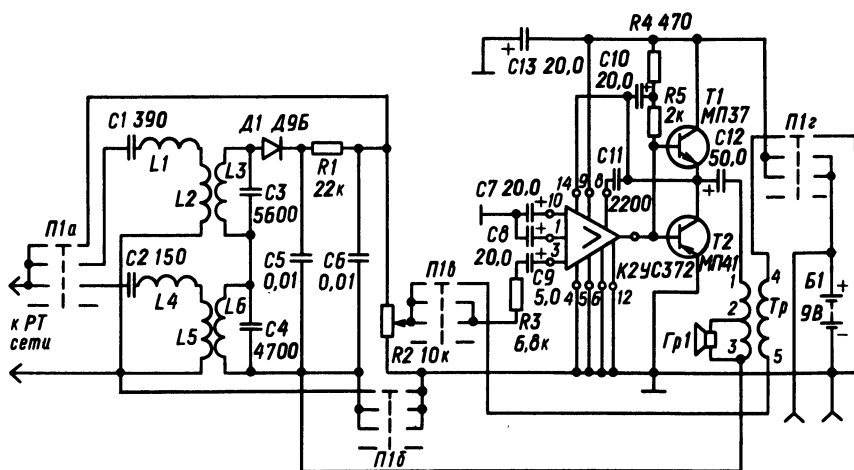 R4 470
C13 20,0
C10
20,0
R5
2к
T1
МП37
C12
50,0
П1г
C1 390
L1
Д1 Д9Б
L2
L3
R1
22к
C3
5600
C11
2200
14
9
8
C7 20,0
10
1
3
C8
20,0
C9
5,0
К2УС372
T2
МП41
П1а
C2 150
C5
0,01
C6
0,01
П1в
4
5
6
12
L4
L5
L6
к РТ
сети
C4
4700
R2 10к
R3
6,8к
Гр1
1
2
3
4
Тр
5
Б1
9В
П1б